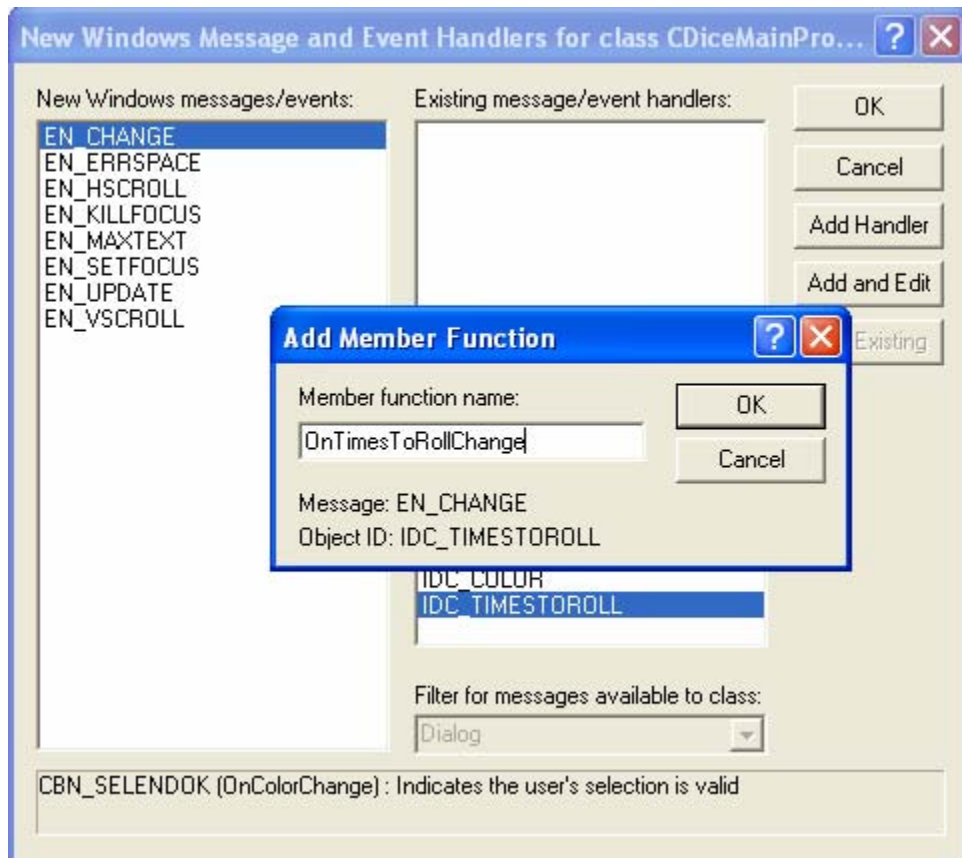 New Windows Message and Event Handlers for class CDiceMainPro...
New Windows messages/events:
Existing message/event handlers:
OK
EN_CHANGE
EN_ERRSPACE
EN_HSCROLL
EN_KILLFOCUS
EN_MAXTEXT
EN_SETFOCUS
EN_UPDATE
EN_VSCROLL
Cancel
Add Handler
Add and Edit
Existing
Add Member Function
Member function name:
OnTimesToRollChange
OK
Cancel
Message: EN_CHANGE
Object ID: IDC_TIMESTOROLL
IDC_COLOR
IDC_TIMESTOROLL
Filter for messages available to class:
Dialog
CBN_SELENDOK (OnColorChange) : Indicates the user's selection is valid